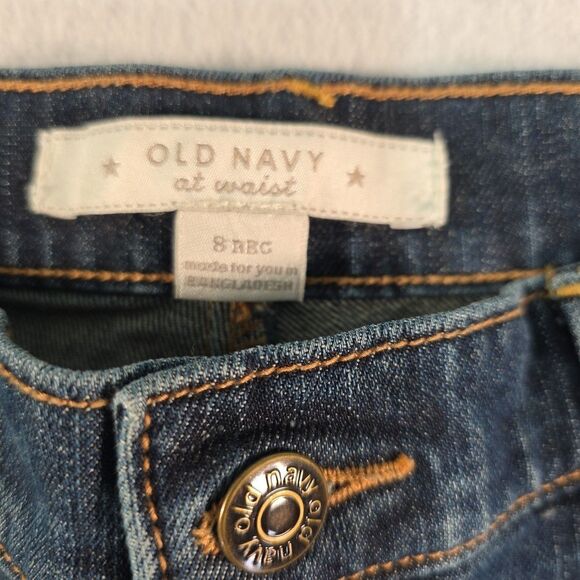 OLD NAVY
at waist
8 REG
made for you in
BANGLADESH
old navy old navy